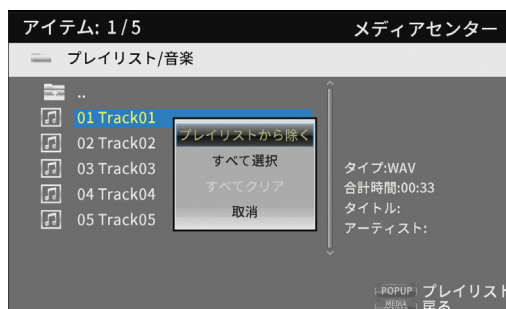 アイテム: 1/5
メディアセンター
プレイリスト/音楽
..
01 Track01
02 Track02
03 Track03
04 Track04
05 Track05
プレイリストから除く
すべて選択
すべてクリア
取消
タイプ:WAV
合計時間:00:33
タイトル:
アーティスト:
POPUP プレイリスト
MEDIA 戻る